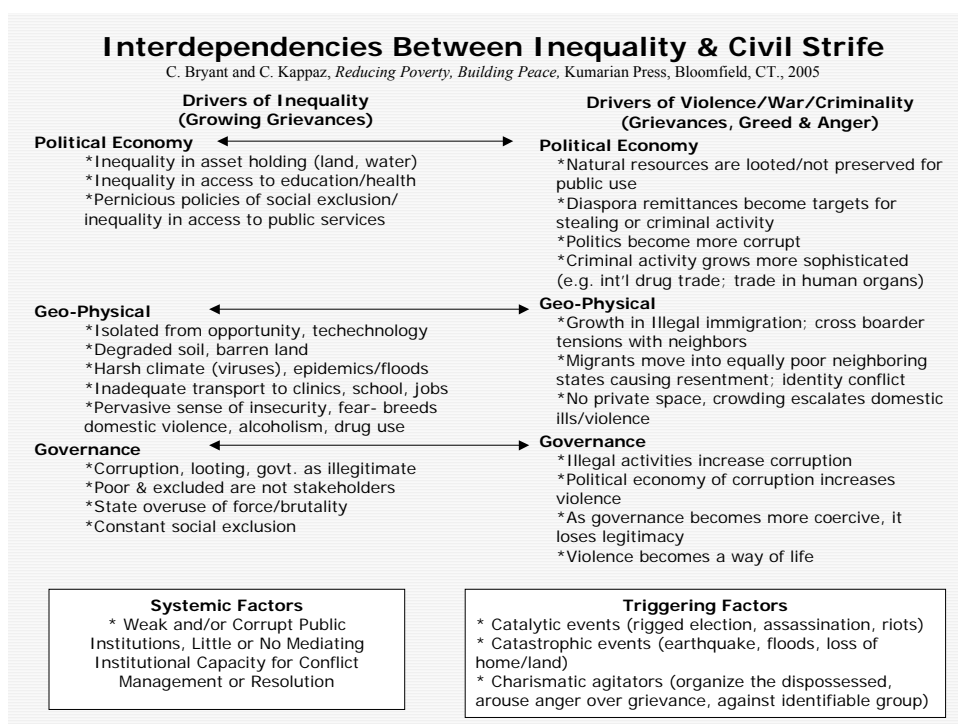 Interdependencies Between Inequality & Civil Strife
C. Bryant and C. Kappaz, Reducing Poverty, Building Peace, Kumarian Press, Bloomfield, CT., 2005
Drivers of Inequality
(Growing Grievances)
Political Economy
*Inequality in asset holding (land, water)
*Inequality in access to education/health
*Pernicious policies of social exclusion/
inequality in access to public services
Geo-Physical
*Isolated from opportunity, techechnology
*Degraded soil, barren land
*Harsh climate (viruses), epidemics/floods
*Inadequate transport to clinics, school, jobs
*Pervasive sense of insecurity, fear- breeds
domestic violence, alcoholism, drug use
Governance
*Corruption, looting, govt. as illegitimate
*Poor & excluded are not stakeholders
*State overuse of force/brutality
*Constant social exclusion
Drivers of Violence/War/Criminality
(Grievances, Greed & Anger)
Political Economy
*Natural resources are looted/not preserved for
public use
*Diaspora remittances become targets for
stealing or criminal activity
*Politics become more corrupt
*Criminal activity grows more sophisticated
(e.g. int'l drug trade; trade in human organs)
Geo-Physical
*Growth in Illegal immigration; cross boarder
tensions with neighbors
*Migrants move into equally poor neighboring
states causing resentment; identity conflict
*No private space, crowding escalates domestic
ills/violence
Governance
*Illegal activities increase corruption
*Political economy of corruption increases
violence
*As governance becomes more coercive, it
loses legitimacy
*Violence becomes a way of life
Systemic Factors
* Weak and/or Corrupt Public
Institutions, Little or No Mediating
Institutional Capacity for Conflict
Management or Resolution
Triggering Factors
* Catalytic events (rigged election, assassination, riots)
* Catastrophic events (earthquake, floods, loss of
home/land)
* Charismatic agitators (organize the dispossessed,
arouse anger over grievance, against identifiable group)